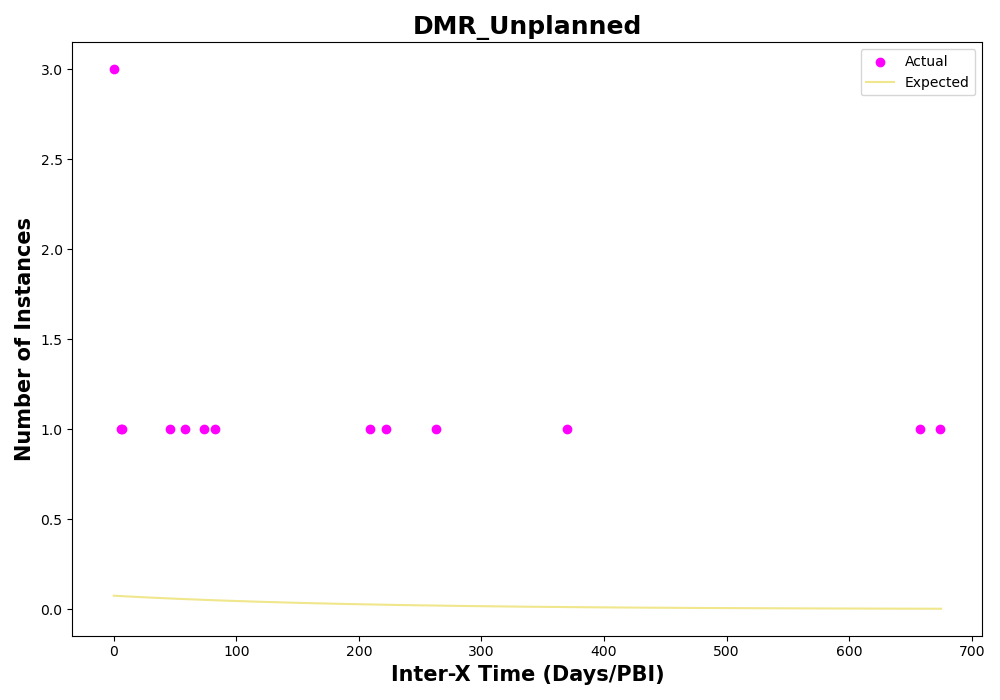 DMR_Unplanned
Actual
Expected
3.0
2.5
2.0
1.5
1.0
0.5
0.0
Number of Instances
0 100 200 300 400 500 600 700
Inter-X Time (Days/PBI)